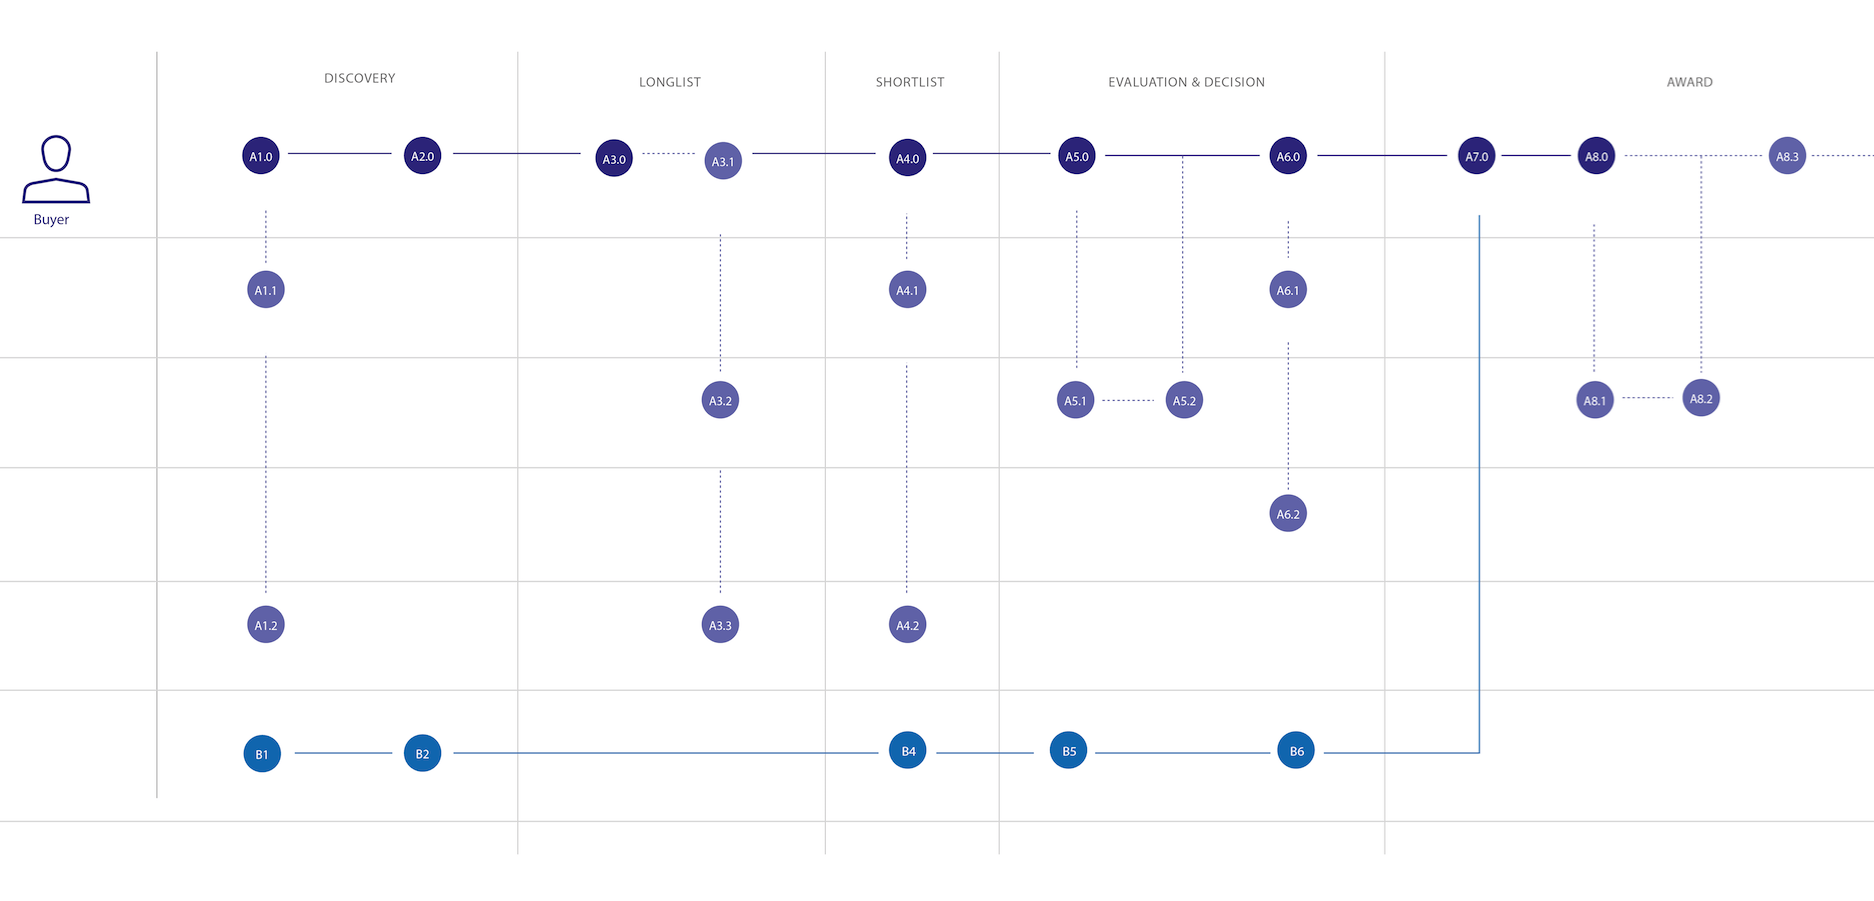 DISCOVERY
LONGLIST
SHORTLIST
EVALUATION & DECISION
AWARD
A1.0
A2.0
A3.0
A3.1
A4.0
A5.0
A6.0
A7.0
A8.0
A8.3
Buyer
A1.1
A4.1
A6.1
A3.2
A5.1
A5.2
A8.1
A8.2
A6.2
A1.2
A3.3
A4.2
B1
B2
B4
B5
B6